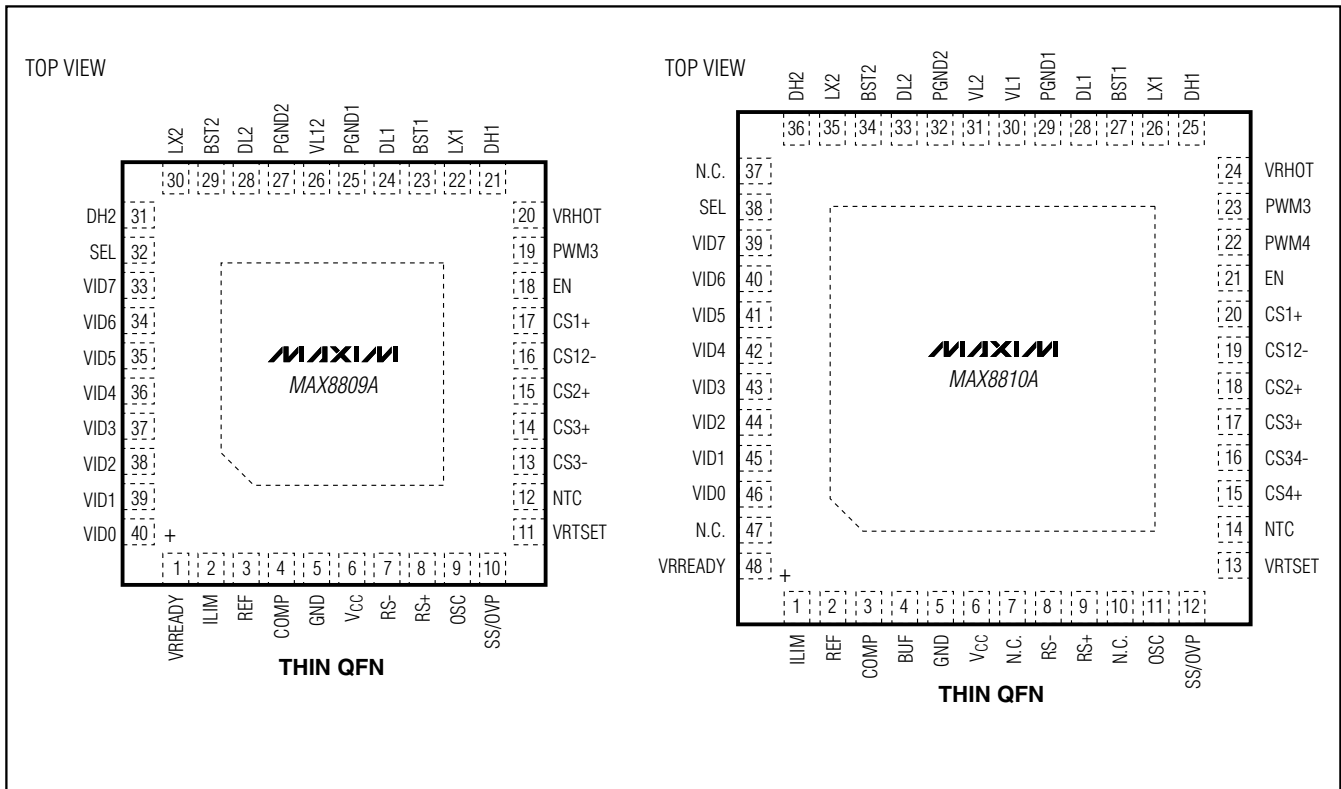 TOP VIEW
LX2 BST2 DL2 PGND2 VL12 PGND1 DL1 BST1 LX1 DH1
30 29 28 27 26 25 24 23 22 21
DH2 31
SEL 32
VID7 33
VID6 34
VID5 35
VID4 36
VID3 37
VID2 38
VID1 39
VID0 40
20 VRHOT
19 PWM3
18 EN
17 CS1+
16 CS12-
15 CS2+
14 CS3+
13 CS3-
12 NTC
11 VRTSET
MAXIM
MAX8809A
+
1 2 3 4 5 6 7 8 9 10
VRREADY ILIM REF COMP GND VCC RS- RS+ OSC SS/OVP
THIN QFN
TOP VIEW
DH2 LX2 BST2 DL2 PGND2 VL2 VL1 PGND1 DL1 BST1 LX1 DH1
36 35 34 33 32 31 30 29 28 27 26 25
N.C. 37
SEL 38
VID7 39
VID6 40
VID5 41
VID4 42
VID3 43
VID2 44
VID1 45
VID0 46
N.C. 47
VRREADY 48
24 VRHOT
23 PWM3
22 PWM4
21 EN
20 CS1+
19 CS12-
18 CS2+
17 CS3+
16 CS34-
15 CS4+
14 NTC
13 VRTSET
MAXIM
MAX8810A
+
1 2 3 4 5 6 7 8 9 10 11 12
ILIM REF COMP BUF GND VCC N.C. RS- RS+ N.C. OSC SS/OVP
THIN QFN